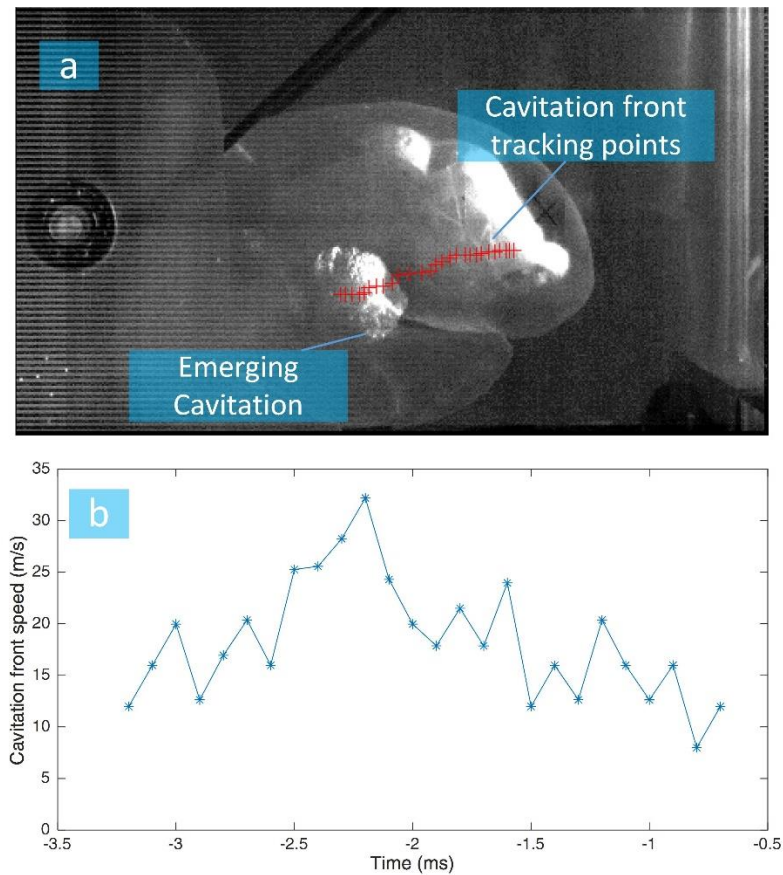 a
Cavitation front
tracking points
Emerging
Cavitation
b
35
30
25
20
15
10
5
0
Cavitation front speed (m/s)
-3.5
-3
-2.5
-2
-1.5
-1
-0.5
Time (ms)